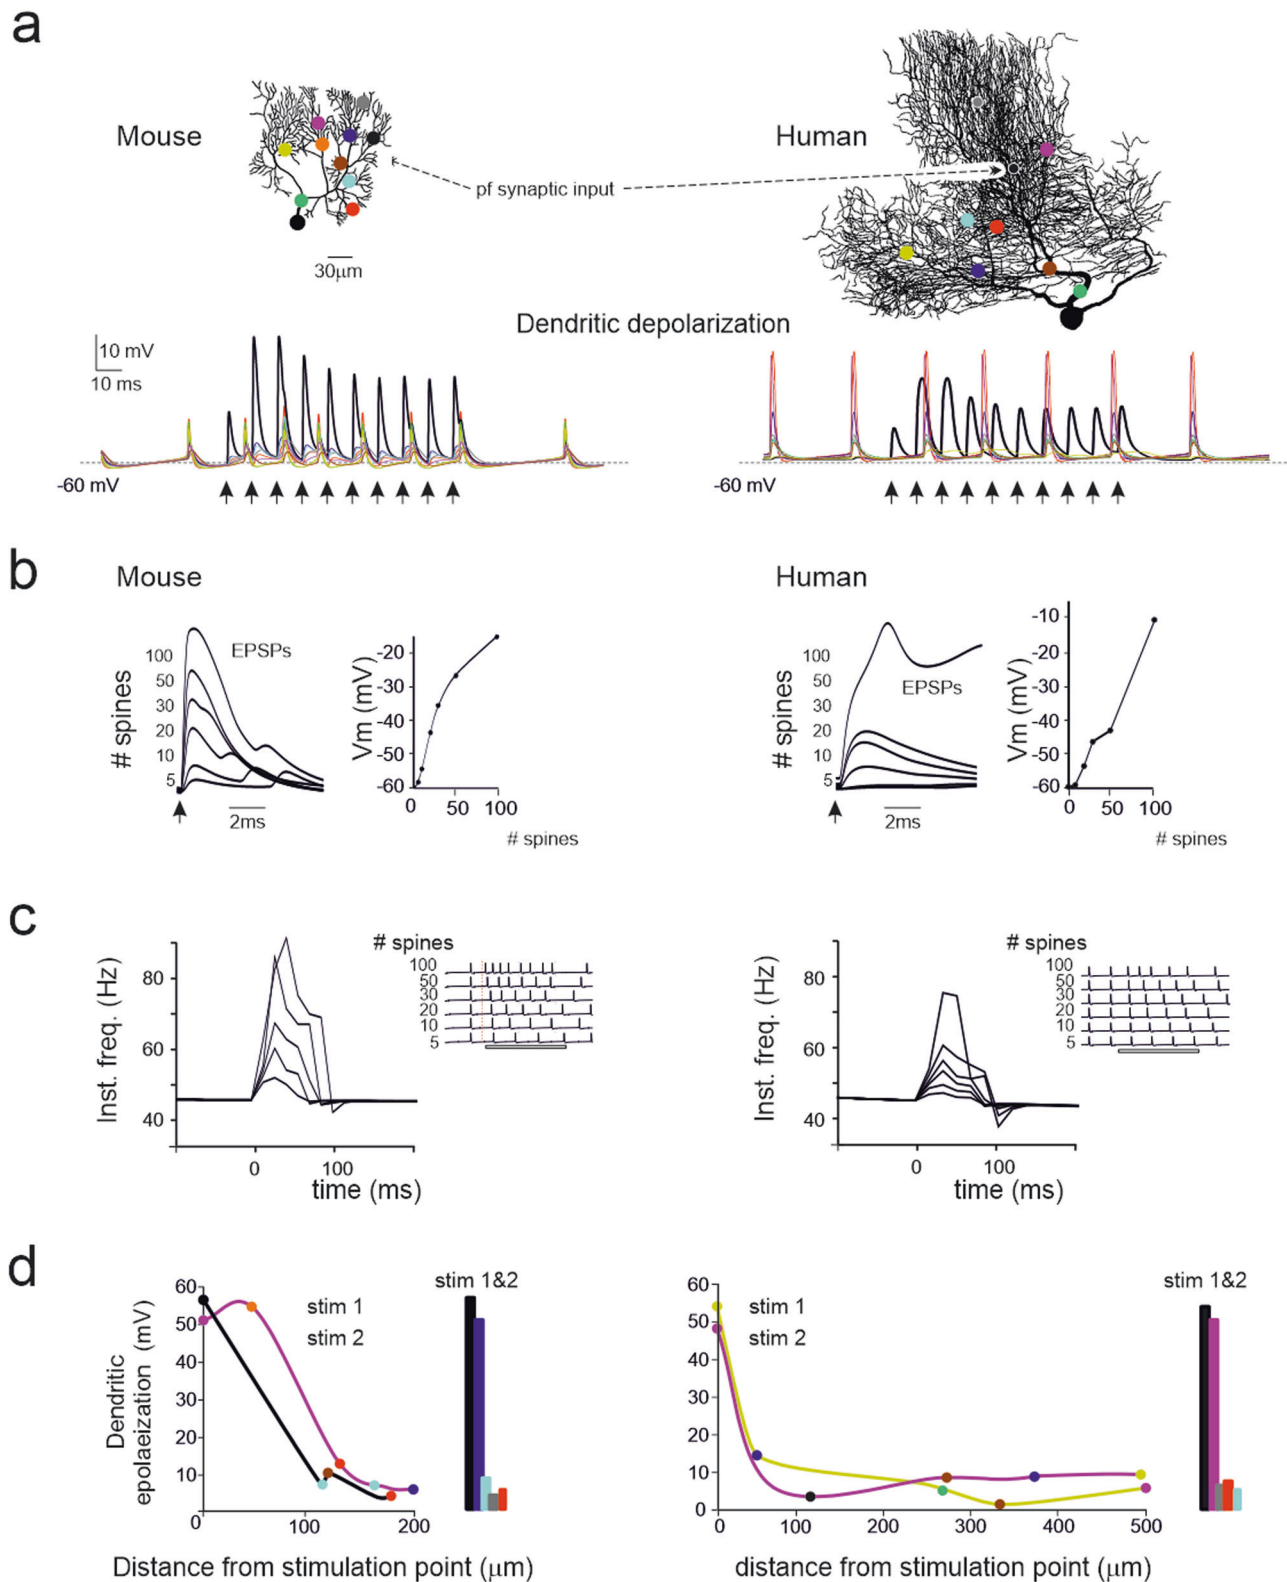 a
Mouse
Human
pf synaptic input
30μm
Dendritic depolarization
10 mV
10 ms
-60 mV
-60 mV
b
Mouse
Human
# spines
100
50
30
20
10
5
EPSPs
2ms
Vm (mV)
-20
-30
-40
-50
-60
0
50
100
# spines
# spines
100
50
30
20
10
5
EPSPs
2ms
Vm (mV)
-10
-20
-30
-40
-50
-60
0
50
100
# spines
c
Inst. freq. (Hz)
80
60
40
0
100
time (ms)
# spines
100
50
30
20
10
5
Inst. freq. (Hz)
80
60
40
0
100
time (ms)
# spines
100
50
30
20
10
5
d
Dendritic
epolaeization (mV)
60
50
40
30
20
10
0
0
100
200
stim 1
stim 2
stim 1&2
Distance from stimulation point (μm)
60
50
40
30
20
10
0
0
100
200
300
400
500
stim 1
stim 2
stim 1&2
distance from stimulation point (μm)